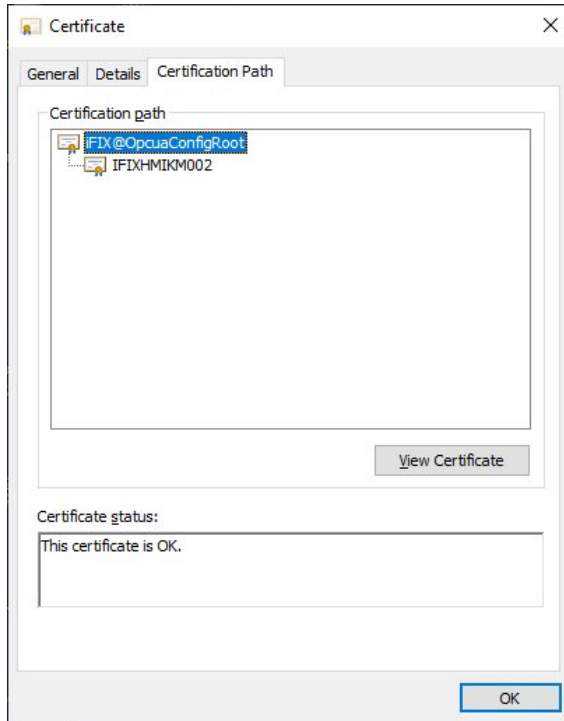 Certificate
General Details Certification Path
Certification path
iFIX@OpcuaConfigRoot
IFIXHMIKM002
View Certificate
Certificate status:
This certificate is OK.
OK